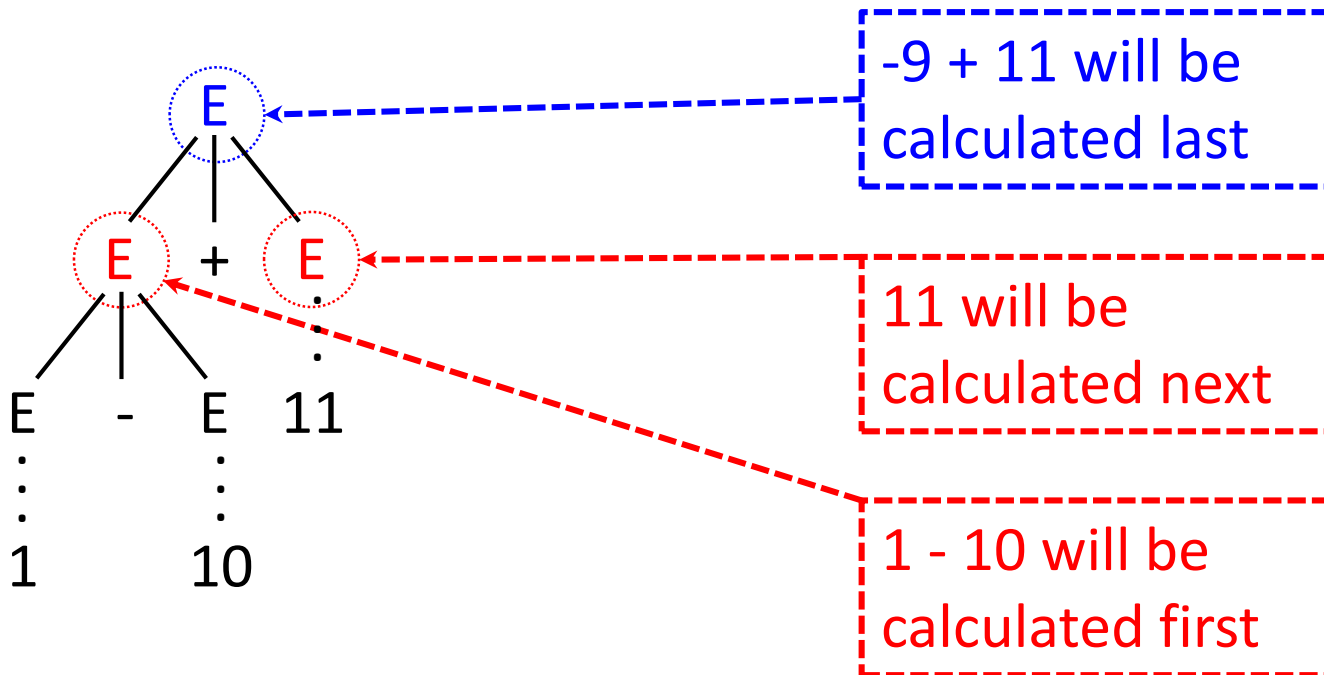 -9 + 11 will be
calculated last
E
E + E
11 will be
calculated next
E - E 11
1 10
1 - 10 will be
calculated first